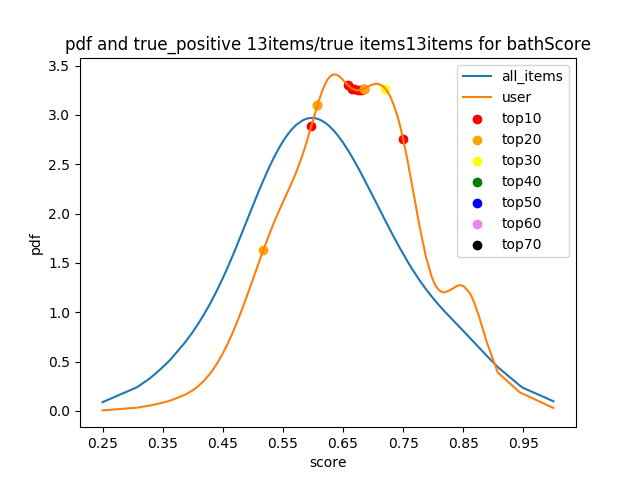 pdf and true_positive 13items/true items13items for bathScore
3.5
3.0
2.5
2.0
1.5
1.0
0.5
0.0
pdf
0.25 0.35 0.45 0.55 0.65 0.75 0.85 0.95
score
all_items
user
top10
top20
top30
top40
top50
top60
top70